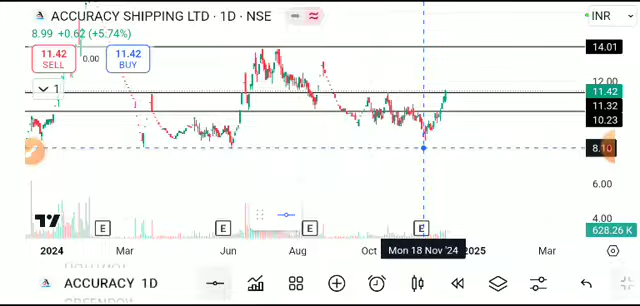 ACCURACY SHIPPING LTD · 1D · NSE
INR
8.99 +0.62 (+5.74%)
11.42
SELL
0.00
11.42
BUY
1
14.01
12.00
11.42
11.32
10.23
8.10
6.00
4.00
628.26 K
E
E
E
E
2024
Mar
Jun
Aug
Oct
Mon 18 Nov '24
2025
Mar
ACCURACY 1D